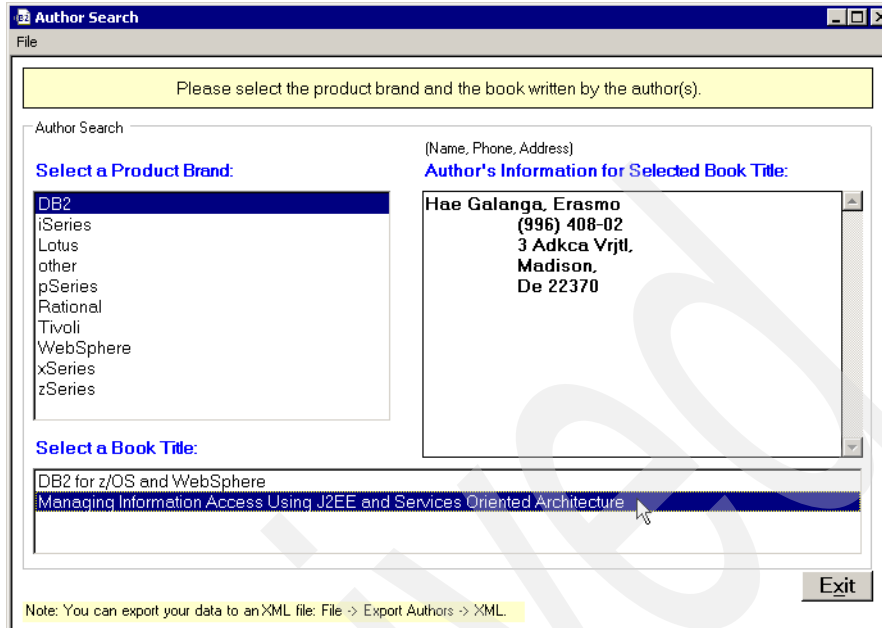 Author Search
File
Please select the product brand and the book written by the author(s).
Author Search
(Name, Phone, Address)
Select a Product Brand:
Author's Information for Selected Book Title:
DB2
iSeries
Lotus
other
pSeries
Rational
Tivoli
WebSphere
xSeries
zSeries
Hae Galanga, Erasmo
(996) 408-02
3 Adkca Vrjtl,
Madison,
De 22370
Select a Book Title:
DB2 for z/OS and WebSphere
Managing Information Access Using J2EE and Services Oriented Architecture
Exit
Note: You can export your data to an XML file: File -> Export Authors -> XML.